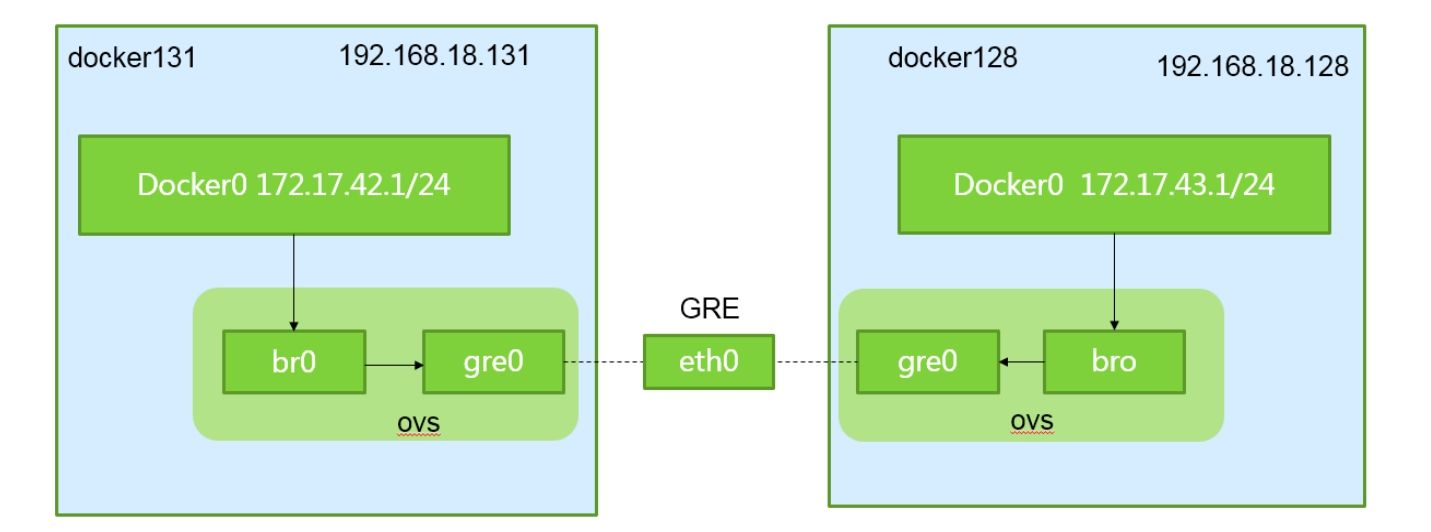 docker131
192.168.18.131
Docker0 172.17.42.1/24
br0
gre0
ovs
GRE
eth0
docker128
192.168.18.128
Docker0 172.17.43.1/24
gre0
bro
ovs